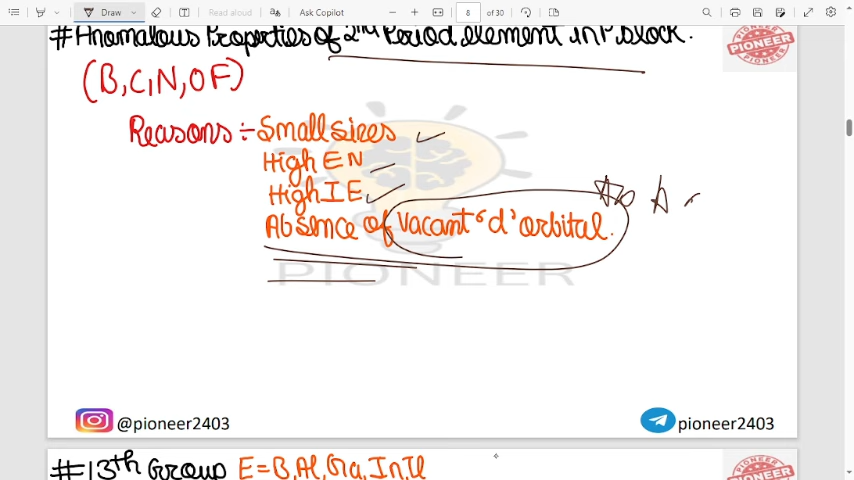 Read aloud
Draw
Ask Copilot
8 of 30
#Anomalous Properties of 2nd Period element in P block.
PIONEER
(B,C,N,OF)
Reasons :- Small sizes
High EN
High IE
Absence of vacant 'd' orbital.
PIONEER
@pioneer2403
pioneer2403
#13th Group E=B,Al,Ga,In,Tl